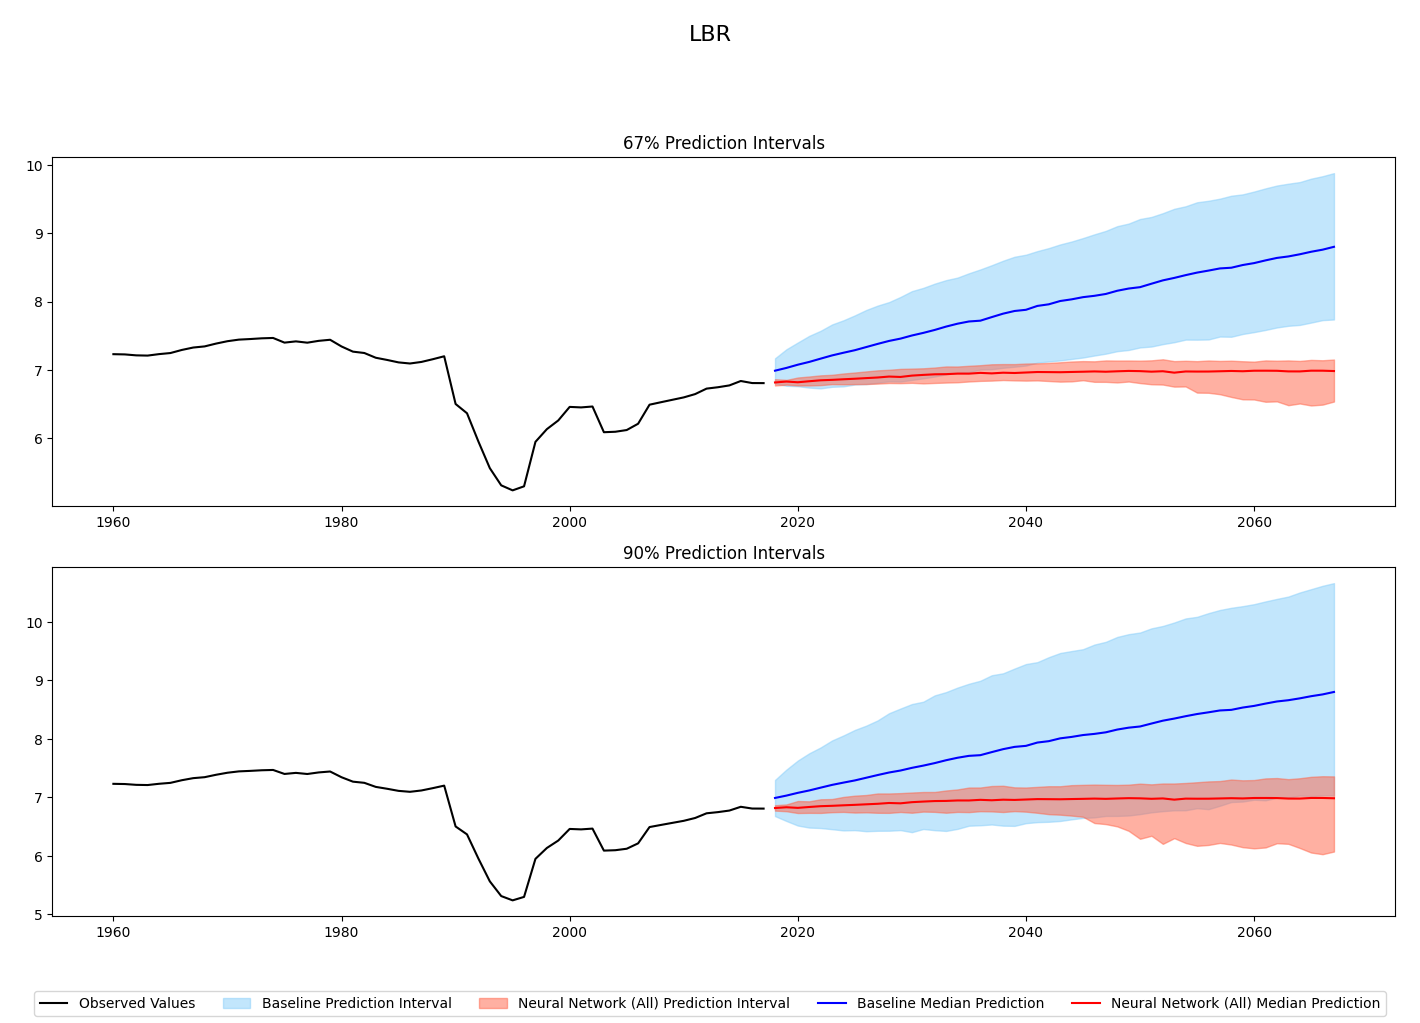 LBR
67% Prediction Intervals
10
9
8
7
6
1960 1980 2000 2020 2040 2060
90% Prediction Intervals
10
9
8
7
6
5
1960 1980 2000 2020 2040 2060
Observed Values Baseline Prediction Interval Neural Network (All) Prediction Interval Baseline Median Prediction Neural Network (All) Median Prediction